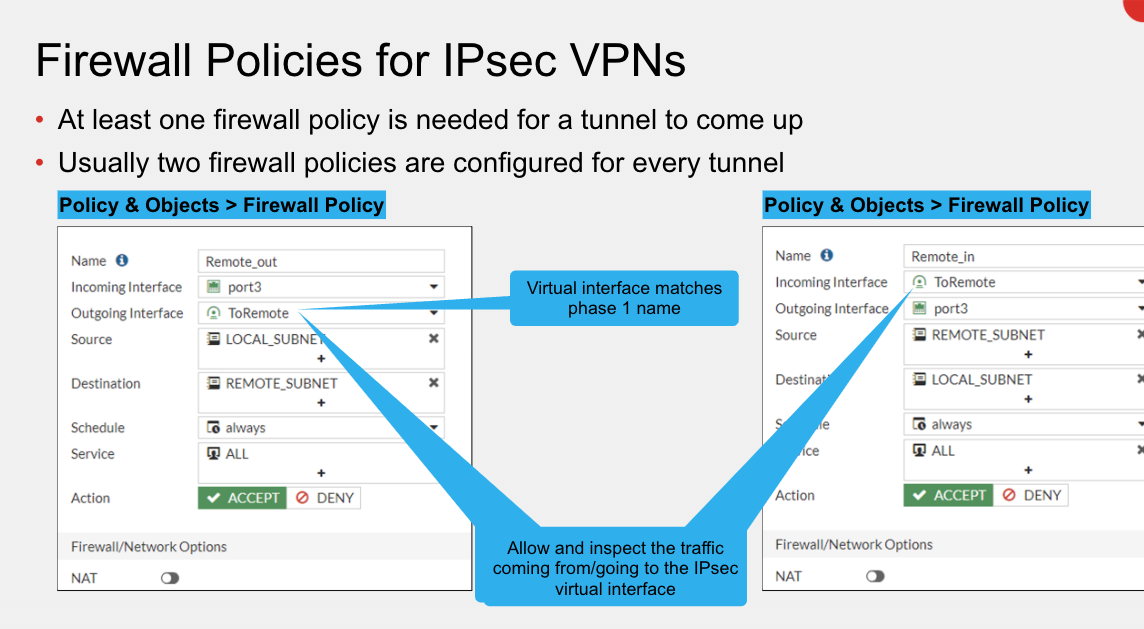 Firewall Policies for IPsec VPNs
• At least one firewall policy is needed for a tunnel to come up
• Usually two firewall policies are configured for every tunnel
Policy & Objects > Firewall Policy
Name
Remote_out
Incoming Interface
port3
Outgoing Interface
ToRemote
Source
LOCAL_SUBNET
+
Destination
REMOTE_SUBNET
+
Schedule
always
Service
ALL
+
Action
ACCEPT
DENY
Firewall/Network Options
NAT
Virtual interface matches
phase 1 name
Allow and inspect the traffic
coming from/going to the IPsec
virtual interface
Policy & Objects > Firewall Policy
Name
Remote_in
Incoming Interface
ToRemote
Outgoing Interface
port3
Source
REMOTE_SUBNET
+
LOCAL_SUBNET
+
always
ALL
+
Action
ACCEPT
DENY
Firewall/Network Options
NAT